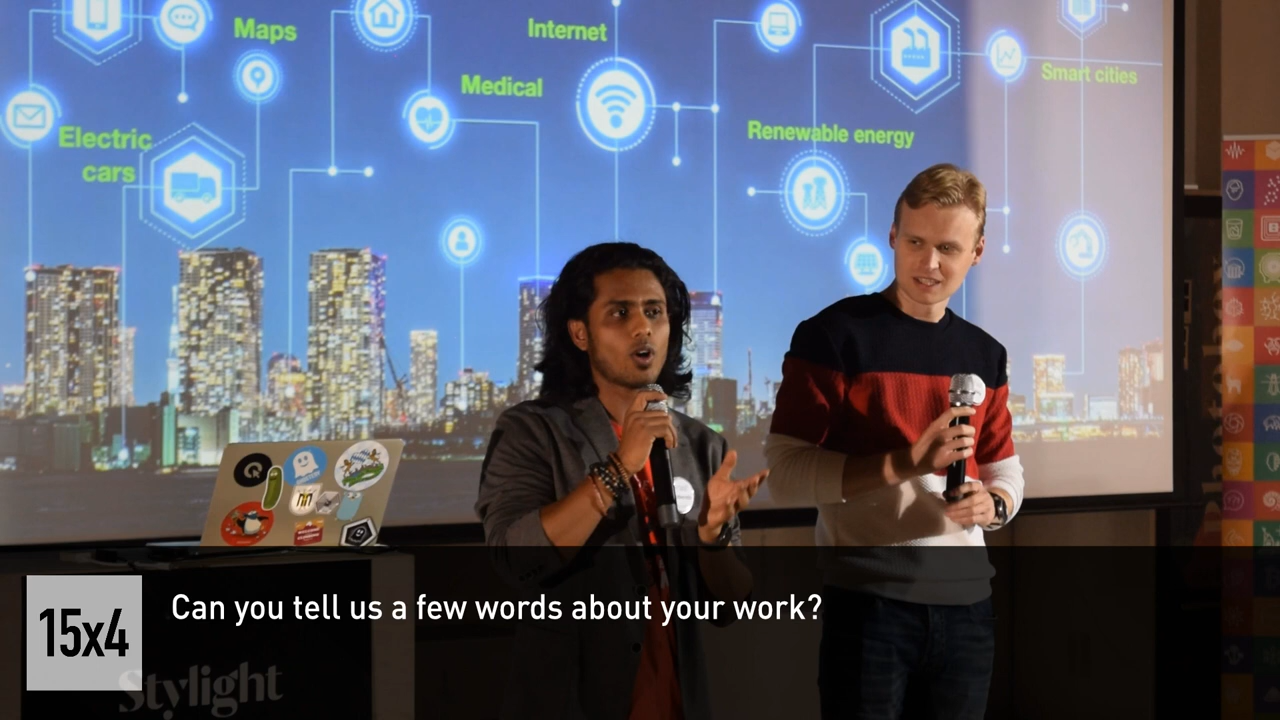 Maps
Internet
Medical
Smart cities
Electric
cars
Renewable energy
15x4
Can you tell us a few words about your work?
Stylight